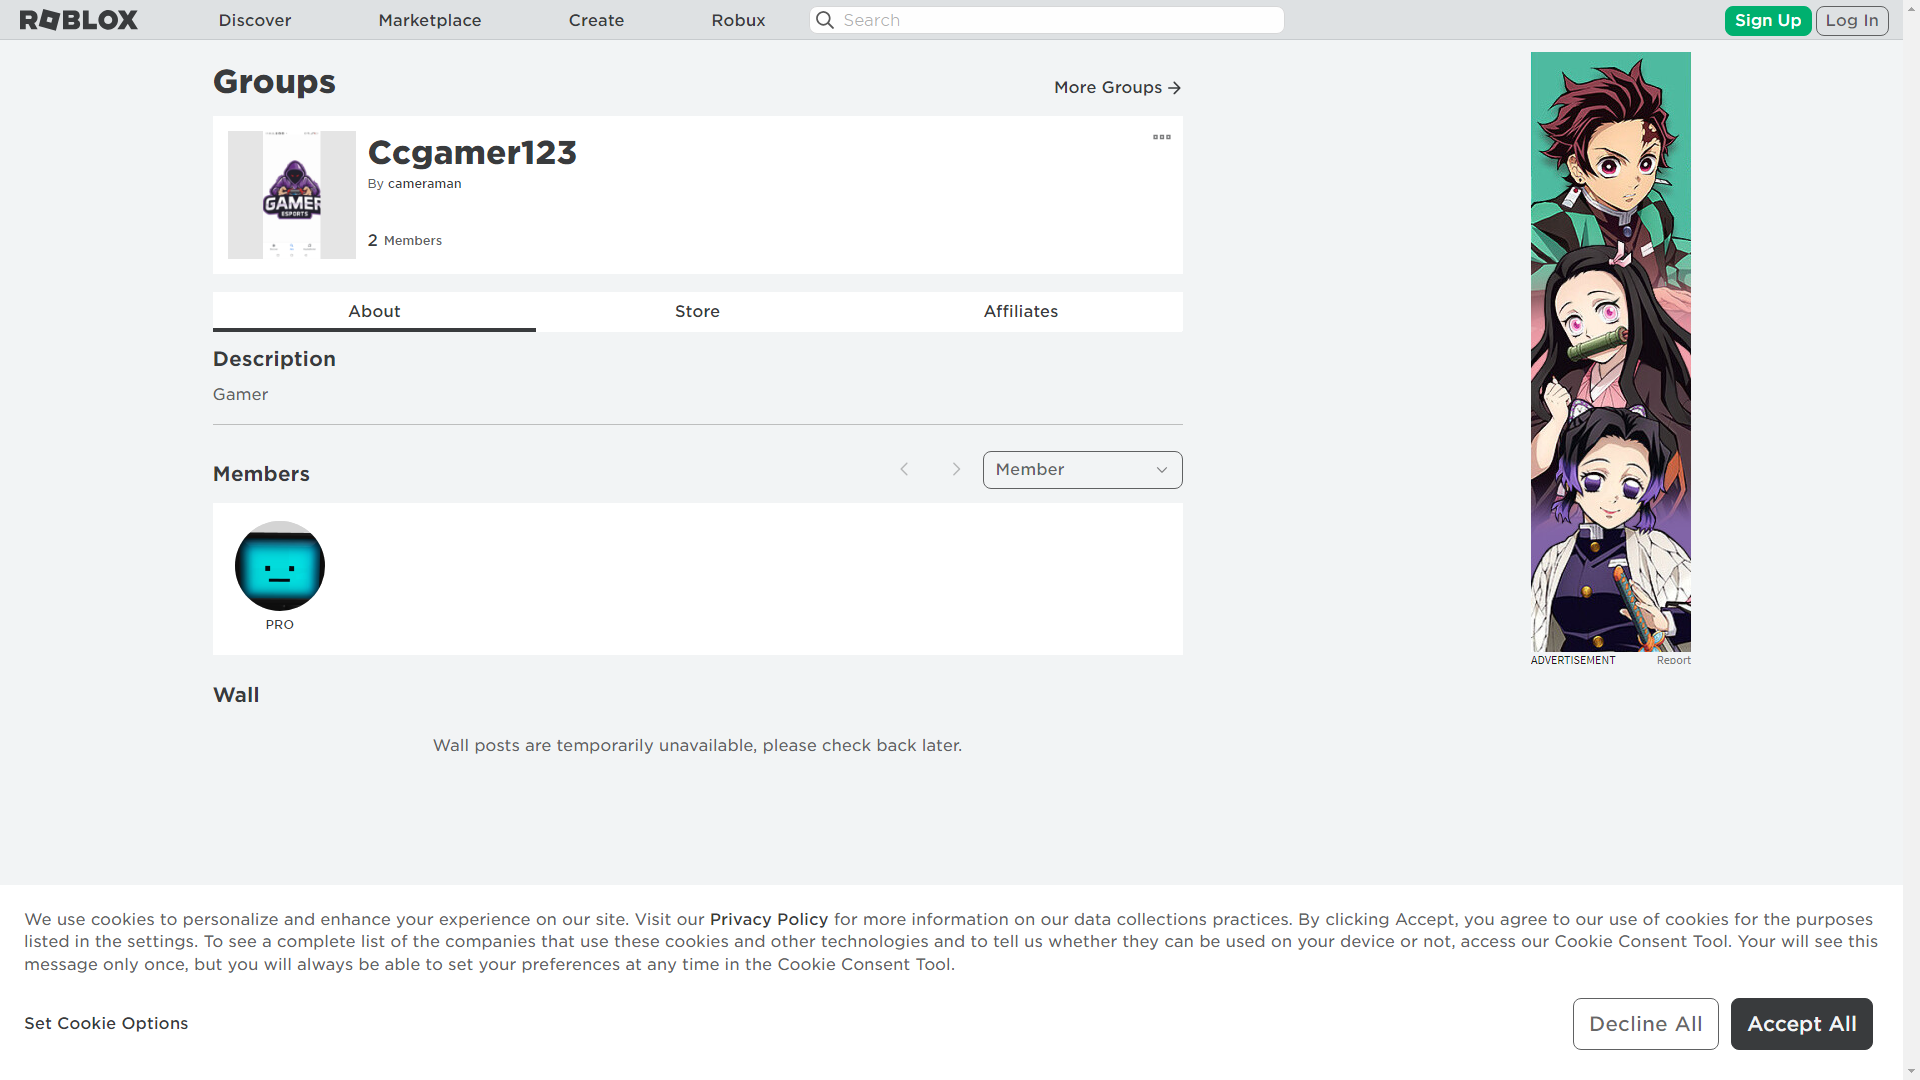 ROBLOX
Discover
Marketplace
Create
Robux
Search
Sign Up
Log In
Groups
More Groups
GAMER
ESPORTS
Ccgamer123
By cameraman
2 Members
About
Store
Affiliates
Description
Gamer
Members
Member
PRO
Wall
Wall posts are temporarily unavailable, please check back later.
ADVERTISEMENT
Report
We use cookies to personalize and enhance your experience on our site. Visit our Privacy Policy for more information on our data collections practices. By clicking Accept, you agree to our use of cookies for the purposes
listed in the settings. To see a complete list of the companies that use these cookies and other technologies and to tell us whether they can be used on your device or not, access our Cookie Consent Tool. Your will see this
message only once, but you will always be able to set your preferences at any time in the Cookie Consent Tool.
Set Cookie Options
Decline All
Accept All